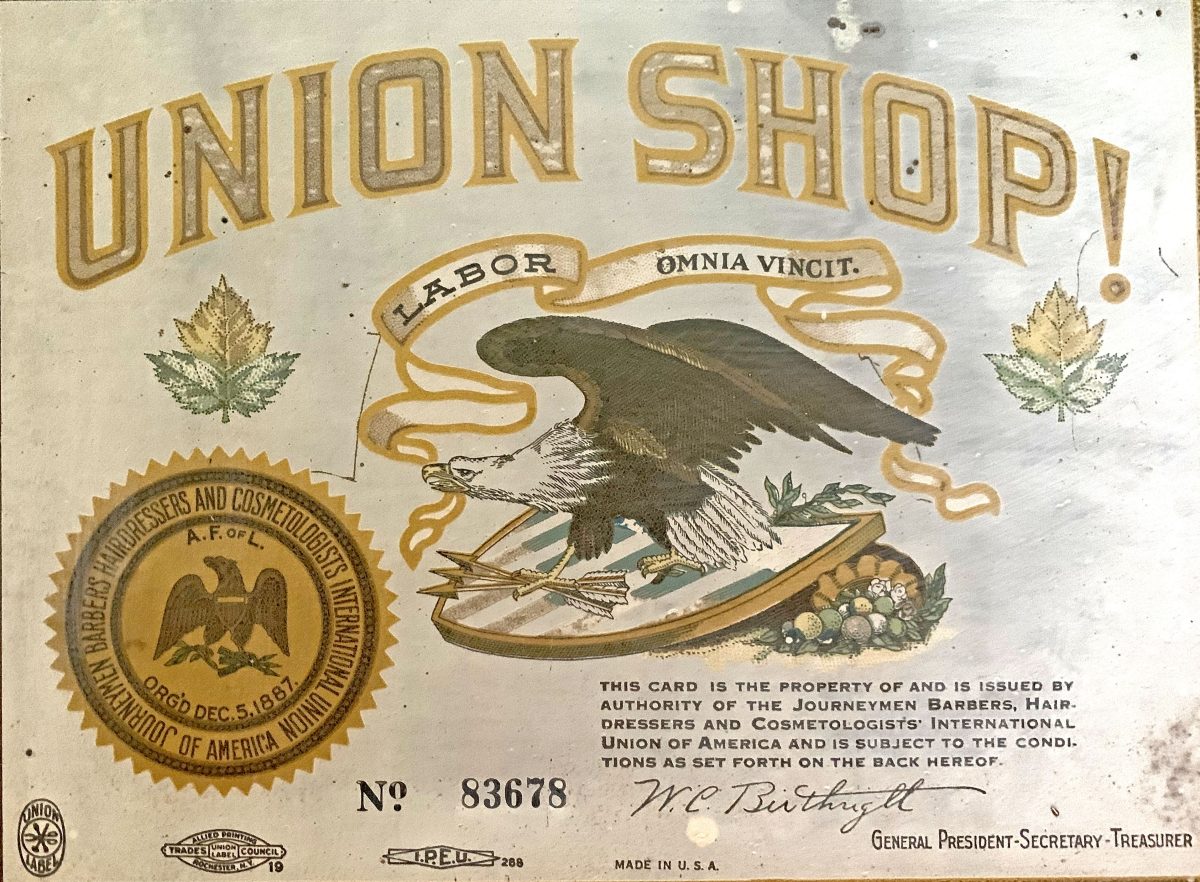 UNION SHOP!
LABOR OMNIA VINCIT.
JOURNEYMEN BARBERS HAIRDRESSERS AND COSMETOLOGISTS INTERNATIONAL UNION OF AMERICA
A.F. OF L.
ORG'D DEC. 5, 1887.
THIS CARD IS THE PROPERTY OF AND IS ISSUED BY
AUTHORITY OF THE JOURNEYMEN BARBERS, HAIR-
DRESSERS AND COSMETOLOGISTS' INTERNATIONAL
UNION OF AMERICA AND IS SUBJECT TO THE CONDI-
TIONS AS SET FORTH ON THE BACK HEREOF.
Nº 83678
W.C. Birthright
GENERAL PRESIDENT-SECRETARY-TREASURER
UNION
LABEL
ALLIED PRINTING
TRADES UNION LABEL COUNCIL
ROCHESTER, N.Y.
19
I.P.E.U. 288
MADE IN U.S.A.